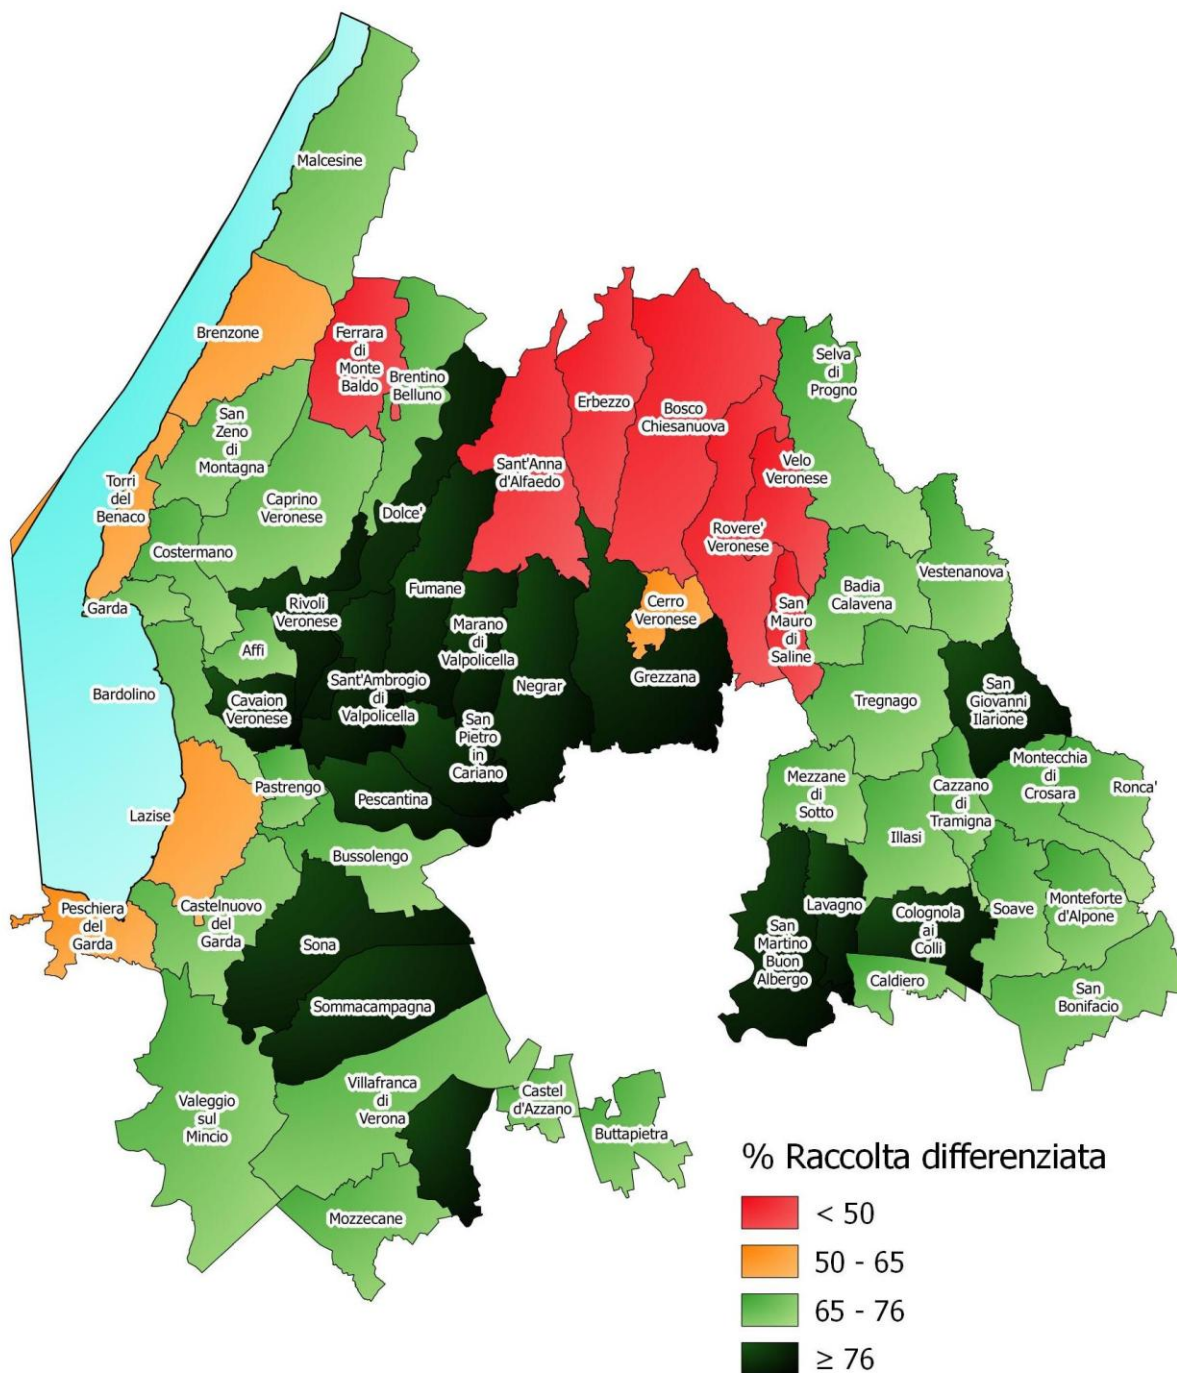 Malcesine
Brenzone
Ferrara
di
Monte
Baldo
Brentino
Belluno
San
Zeno
di
Montagna
Torri
del
Benaco
Caprino
Veronese
Costermano
Garda
Dolce'
Sant'Anna
d'Alfaedo
Erbezzo
Bosco
Chiesanuova
Selva
di
Progno
Velo
Veronese
Rovere'
Veronese
Vestenanova
Badia
Calavena
San
Mauro
di
Saline
Cerro
Veronese
Grezzana
Fumane
Marano
di
Valpolicella
Negrar
Rivoli
Veronese
Affi
Cavaion
Veronese
Sant'Ambrogio
di
Valpolicella
San
Pietro
in
Cariano
Bardolino
Pastrengo
Pescantina
Lazise
Bussolengo
Tregnago
San
Giovanni
Ilarione
Mezzane
di
Sotto
Cazzano
di
Tramigna
Montecchia
di
Crosara
Ronca'
Illasi
Peschiera
del
Garda
Castelnuovo
del
Garda
Sona
Sommacampagna
San
Martino
Buon
Albergo
Lavagno
Colognola
ai
Colli
Soave
Monteforte
d'Alpone
Caldiero
San
Bonifacio
Valeggio
sul
Mincio
Villafranca
di
Verona
Castel
d'Azzano
Buttapietra
Mozzecane
% Raccolta differenziata
< 50
50 - 65
65 - 76
≥ 76